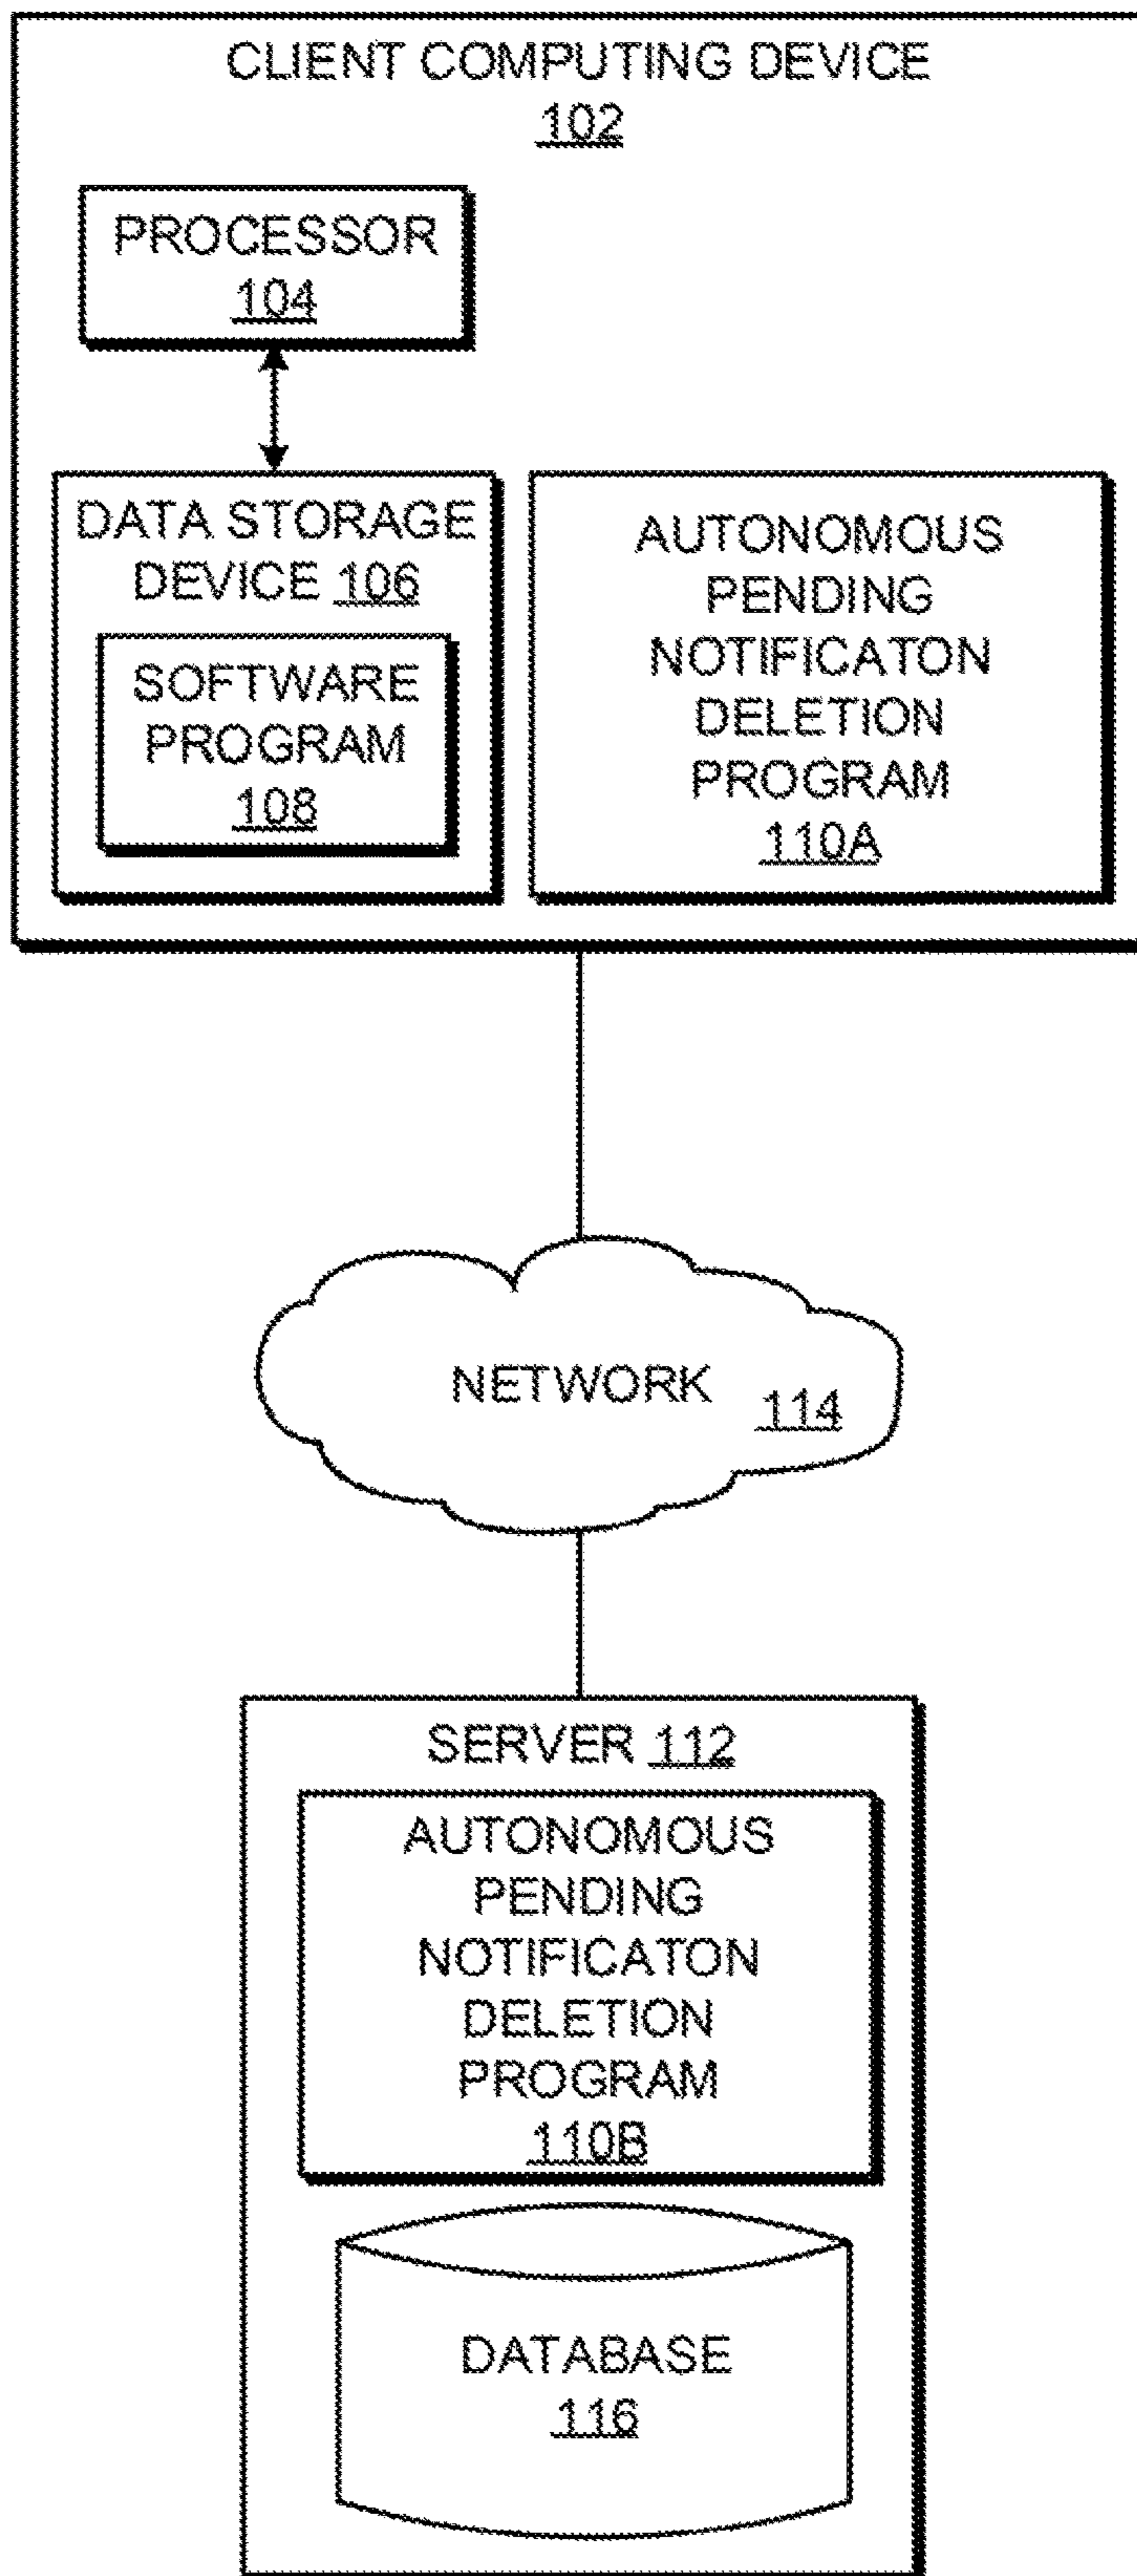 CLIENT COMPUTING DEVICE
102
PROCESSOR
104
DATA STORAGE
DEVICE 106
SOFTWARE
PROGRAM
108
AUTONOMOUS
PENDING
NOTIFICATON
DELETION
PROGRAM
110A
NETWORK 114
SERVER 112
AUTONOMOUS
PENDING
NOTIFICATON
DELETION
PROGRAM
110B
DATABASE
116